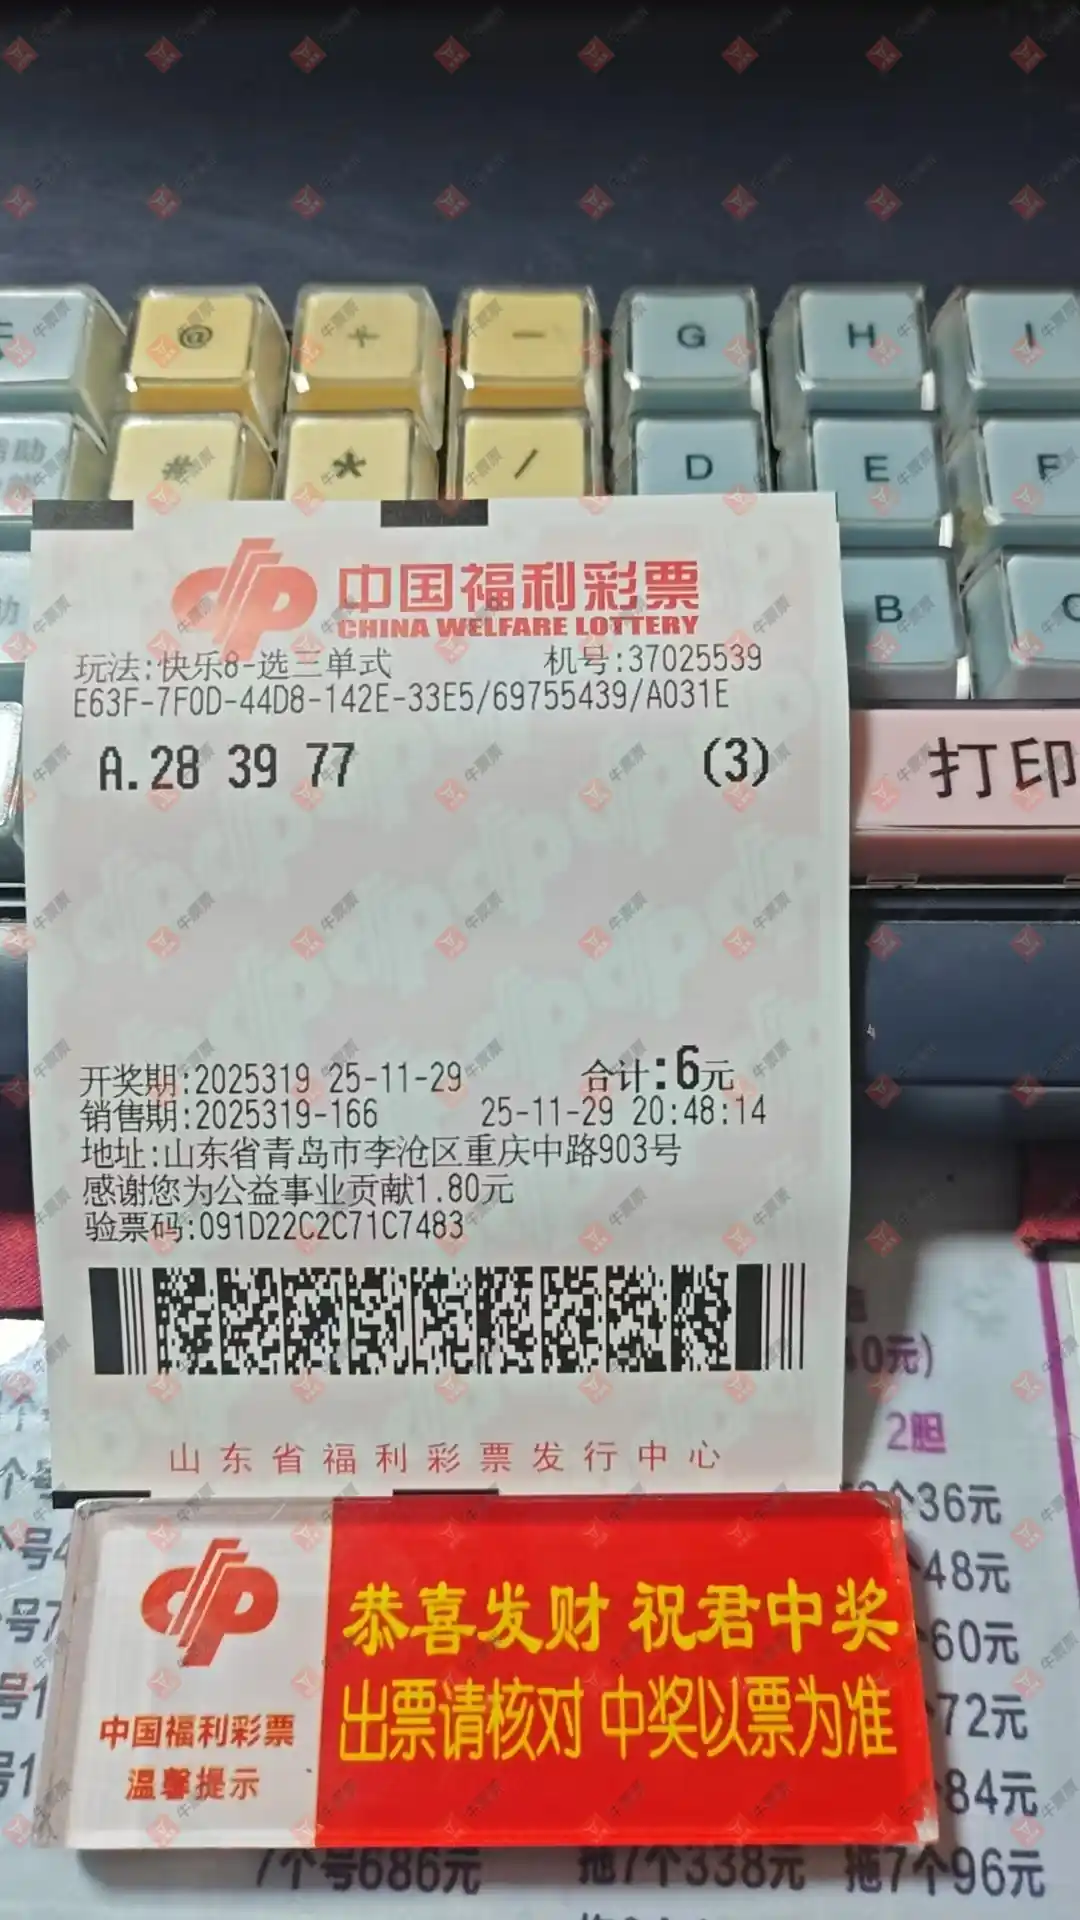 @ + - G H I
* / D E F
B
打印
中国福利彩票
CHINA WELFARE LOTTERY
玩法:快乐8-选三单式 机号:37025539
E63F-7F0D-44D8-142E-33E5/69755439/A031E
A.28 39 77 (3)
开奖期:2025319 25-11-29 合计:6元
销售期:2025319-166 25-11-29 20:48:14
地址:山东省青岛市李沧区重庆中路903号
感谢您为公益事业贡献1.80元
验票码:091D22C2C71C7483
山东省福利彩票发行中心
恭喜发财 祝君中奖
出票请核对 中奖以票为准
中国福利彩票
温馨提示
40元)
2胆
个36元
48元
60元
72元
84元
7个号686元 拖7个338元 拖7个96元
牛票票